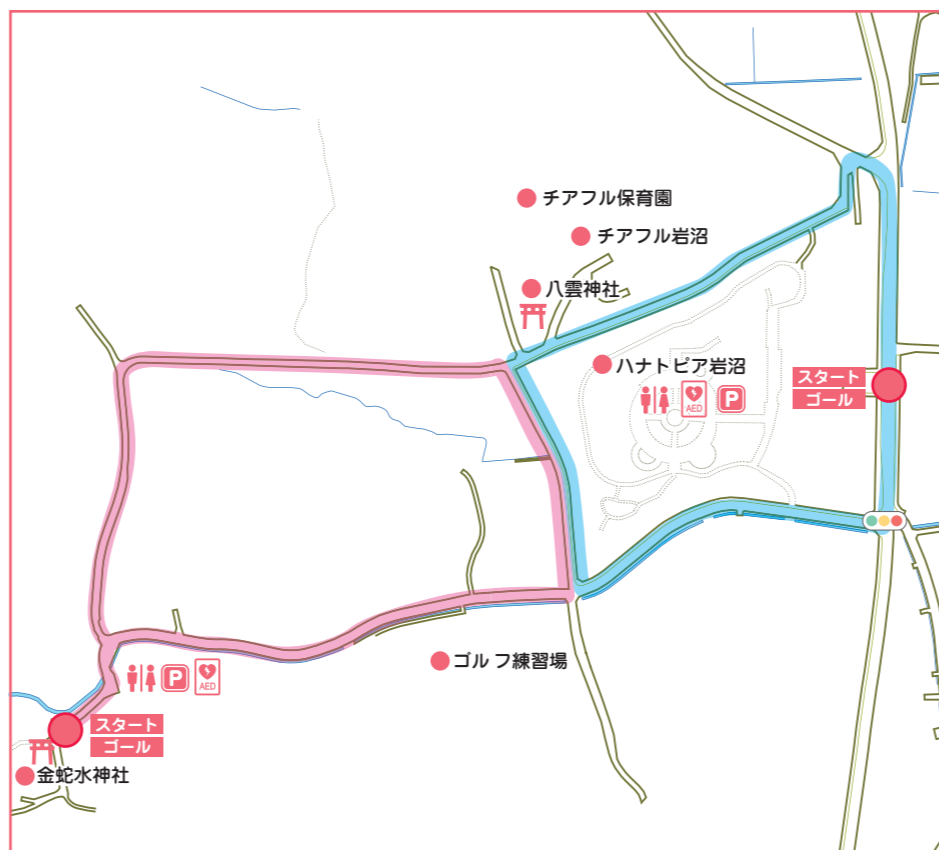 チアフル保育園
チアフル岩沼
八雲神社
ハナトピア岩沼
AED
P
スタート
ゴール
ゴルフ練習場
P
AED
スタート
ゴール
金蛇水神社